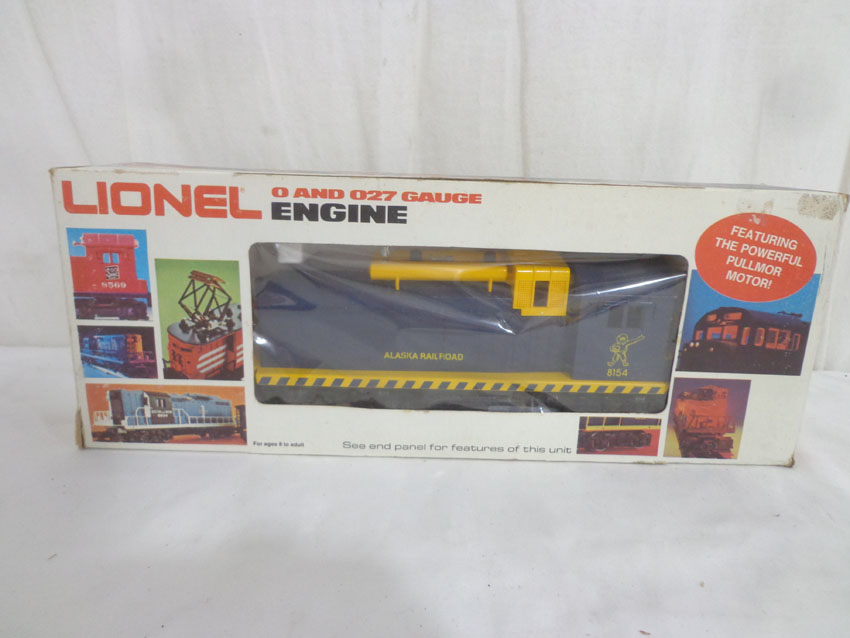 LIONEL
O AND O27 GAUGE
ENGINE
FEATURING
THE POWERFUL
PULLMOR
MOTOR!
8569
ALASKA RAILROAD
8154
For ages 8 to adult
See end panel for features of this unit